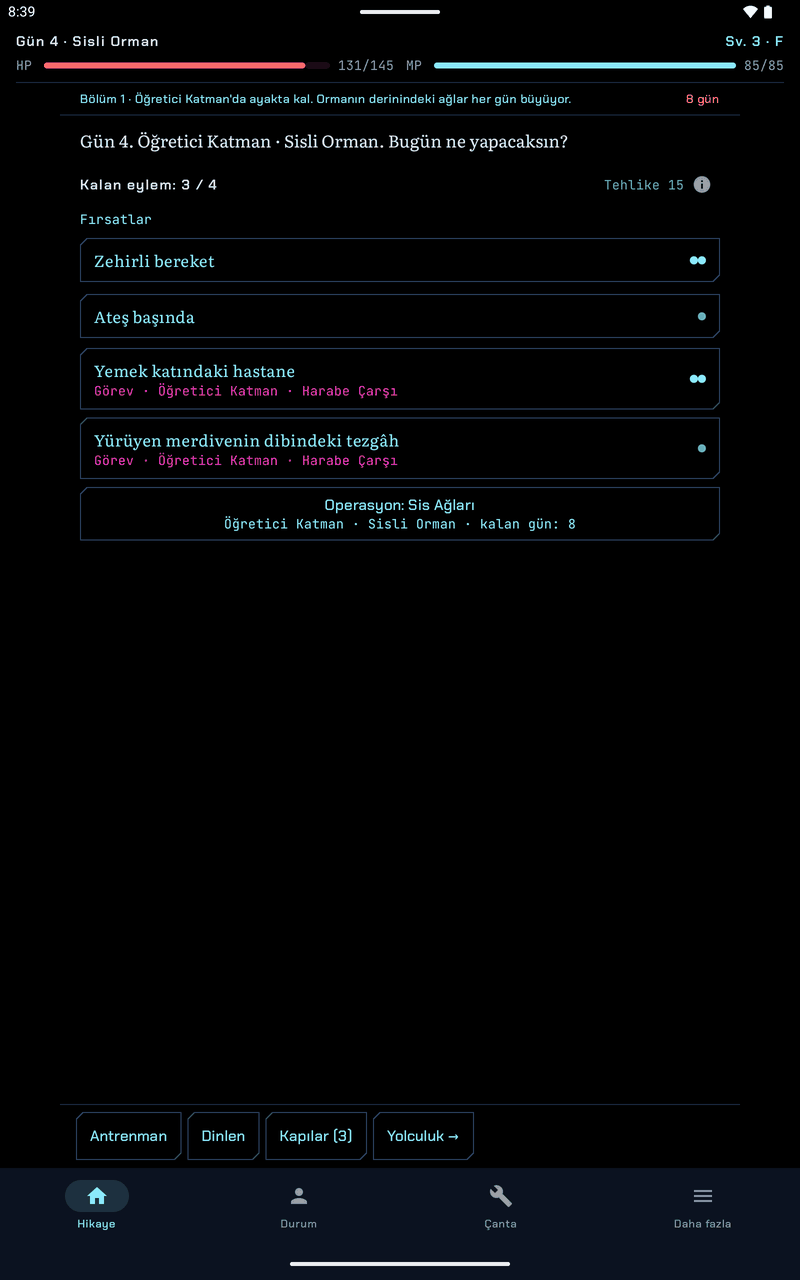 8:39
Gün 4 · Sisli Orman
Sv. 3 · F
HP 131/145 MP 85/85
Bölüm 1 · Öğretici Katman'da ayakta kal. Ormanın derinindeki ağlar her gün büyüyor. 8 gün
Gün 4. Öğretici Katman · Sisli Orman. Bugün ne yapacaksın?
Kalan eylem: 3 / 4
Tehlike 15
Fırsatlar
Zehirli bereket
Ateş başında
Yemek katındaki hastane
Görev · Öğretici Katman · Harabe Çarşı
Yürüyen merdivenin dibindeki tezgâh
Görev · Öğretici Katman · Harabe Çarşı
Operasyon: Sis Ağları
Öğretici Katman · Sisli Orman · kalan gün: 8
Antrenman
Dinlen
Kapılar (3)
Yolculuk →
Hikaye
Durum
Çanta
Daha fazla